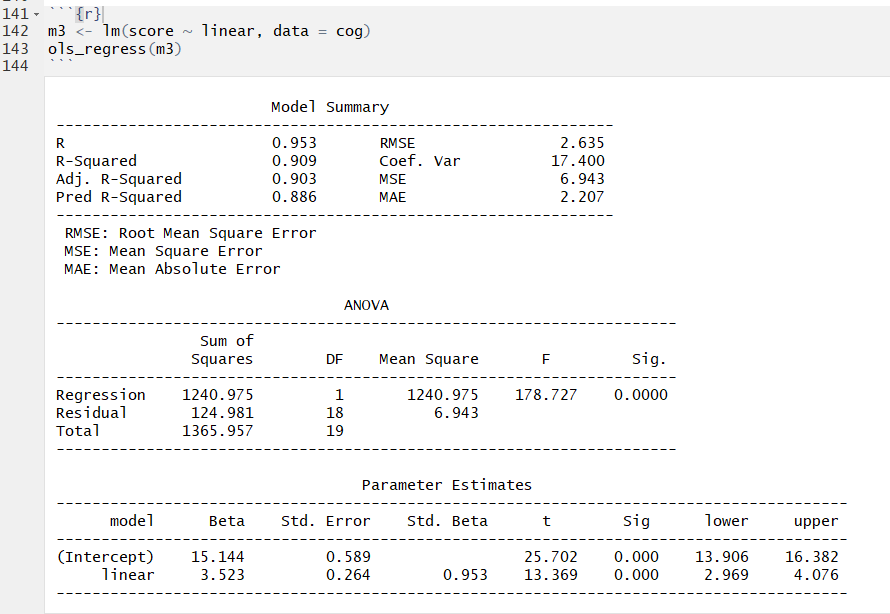 141 ```{r}
142 m3 <- lm(score ~ linear, data = cog)
143 ols_regress(m3)
144 ```
Model Summary
---------------------------------------------------------------
R 0.953 RMSE 2.635
R-Squared 0.909 Coef. Var 17.400
Adj. R-Squared 0.903 MSE 6.943
Pred R-Squared 0.886 MAE 2.207
---------------------------------------------------------------
RMSE: Root Mean Square Error
MSE: Mean Square Error
MAE: Mean Absolute Error
ANOVA
---------------------------------------------------------------------
Sum of
Squares DF Mean Square F Sig.
---------------------------------------------------------------------
Regression 1240.975 1 1240.975 178.727 0.0000
Residual 124.981 18 6.943
Total 1365.957 19
---------------------------------------------------------------------
Parameter Estimates
----------------------------------------------------------------------------------------
model Beta Std. Error Std. Beta t Sig lower upper
----------------------------------------------------------------------------------------
(Intercept) 15.144 0.589 25.702 0.000 13.906 16.382
linear 3.523 0.264 0.953 13.369 0.000 2.969 4.076
----------------------------------------------------------------------------------------